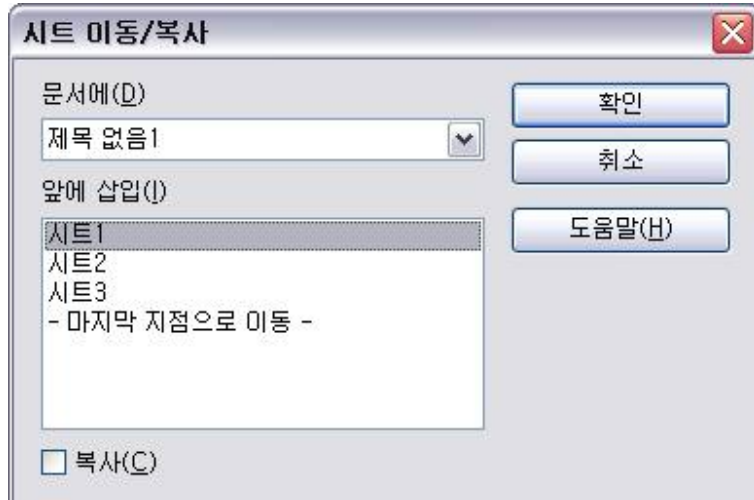 시트 이동/복사
문서에(D)
제목 없음1
앞에 삽입(I)
시트1
시트2
시트3
- 마지막 지점으로 이동 -
복사(C)
확인
취소
도움말(H)